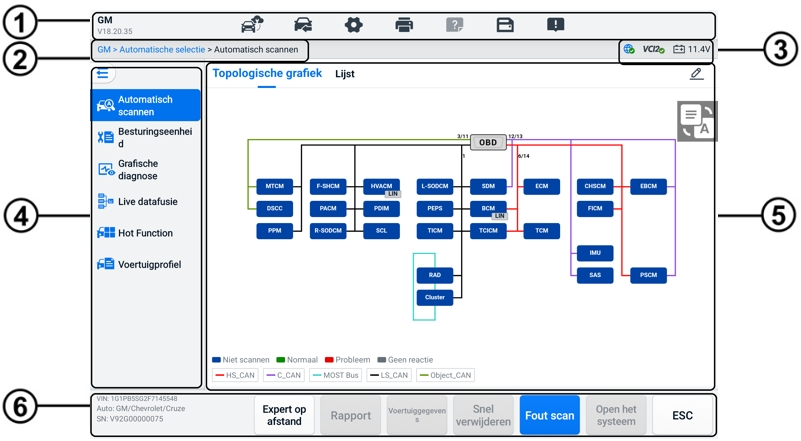 1
GM
V18.20.35
?
2
GM > Automatische selectie > Automatisch scannen
VCI2
11.4V
3
Topologische grafiek
Lijst
Automatisch
scannen
Besturingseenhei
d
Grafische
diagnose
Live datafusie
Hot Function
Voertuigprofiel
4
A
3/11
OBD
12/13
1
6/14
MTCM
F-SHCM
HVACM
LIN
L-SODCM
SDM
ECM
CHSCM
EBCM
DSCC
PACM
PDIM
PEPS
BCM
LIN
FICM
PPM
R-SODCM
SCL
TICM
TCICM
TCM
IMU
RAD
SAS
PSCM
Cluster
5
Niet scannen
Normaal
Probleem
Geen reactie
HS_CAN
C_CAN
MOST Bus
LS_CAN
Object_CAN
6
VIN: 1G1PB5SG2F7145548
Auto: GM/Chevrolet/Cruze
SN: V92G00000075
Expert op
afstand
Rapport
Voertuiggegeven
s
Snel
verwijderen
Fout scan
Open het
systeem
ESC